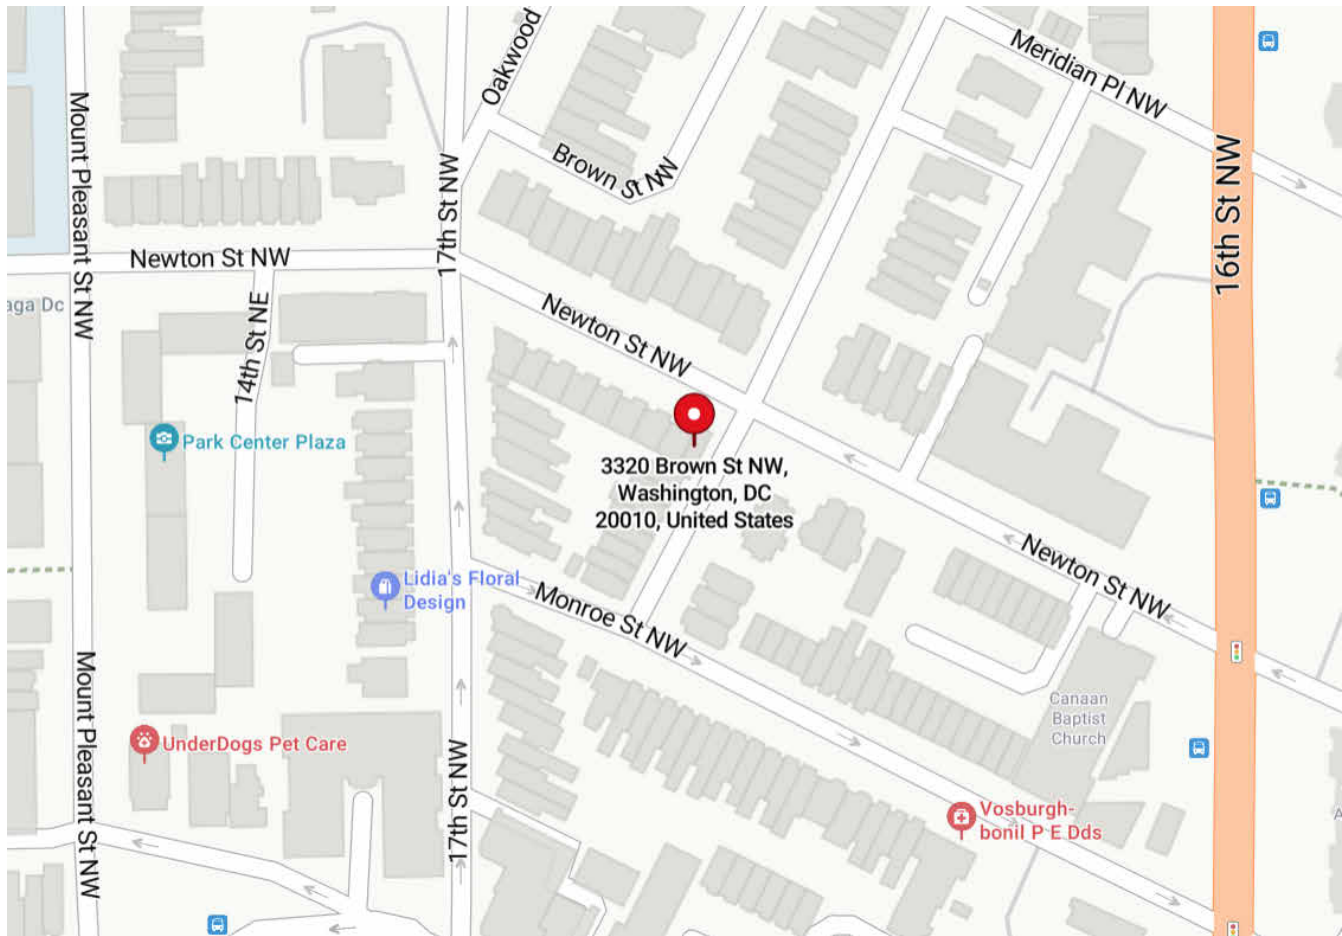 Oakwood
Meridian Pl NW
Mount Pleasant St NW
17th St NW
Brown St NW
16th St NW
Newton St NW
aga Dc
14th St NE
Newton St NW
Park Center Plaza
3320 Brown St NW,
Washington, DC
20010, United States
Lidia's Floral
Design
Monroe St NW
Newton St NW
Mount Pleasant St NW
Canaan
Baptist
Church
UnderDogs Pet Care
17th St NW
Vosburgh-
bonil P E Dds
A